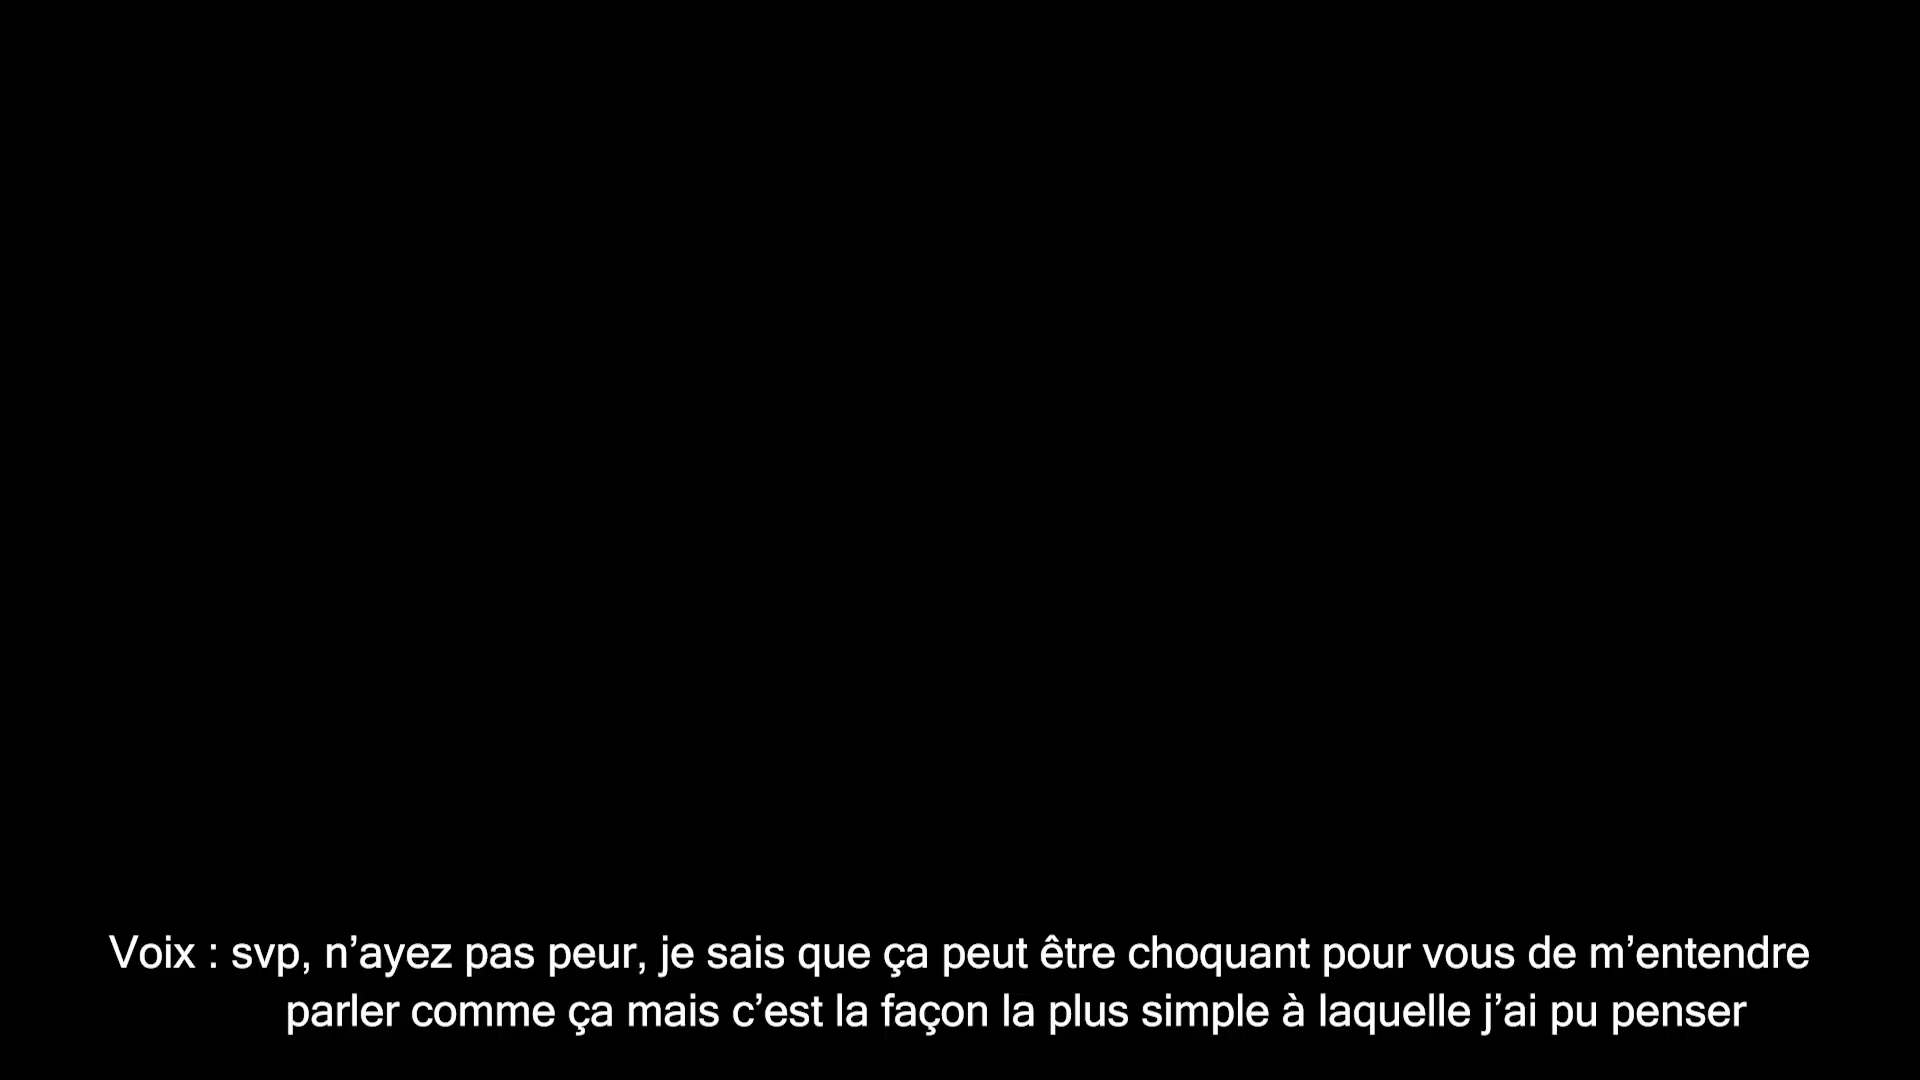 Voix : svp, n’ayez pas peur, je sais que ça peut être choquant pour vous de m’entendre
parler comme ça mais c’est la façon la plus simple à laquelle j’ai pu penser